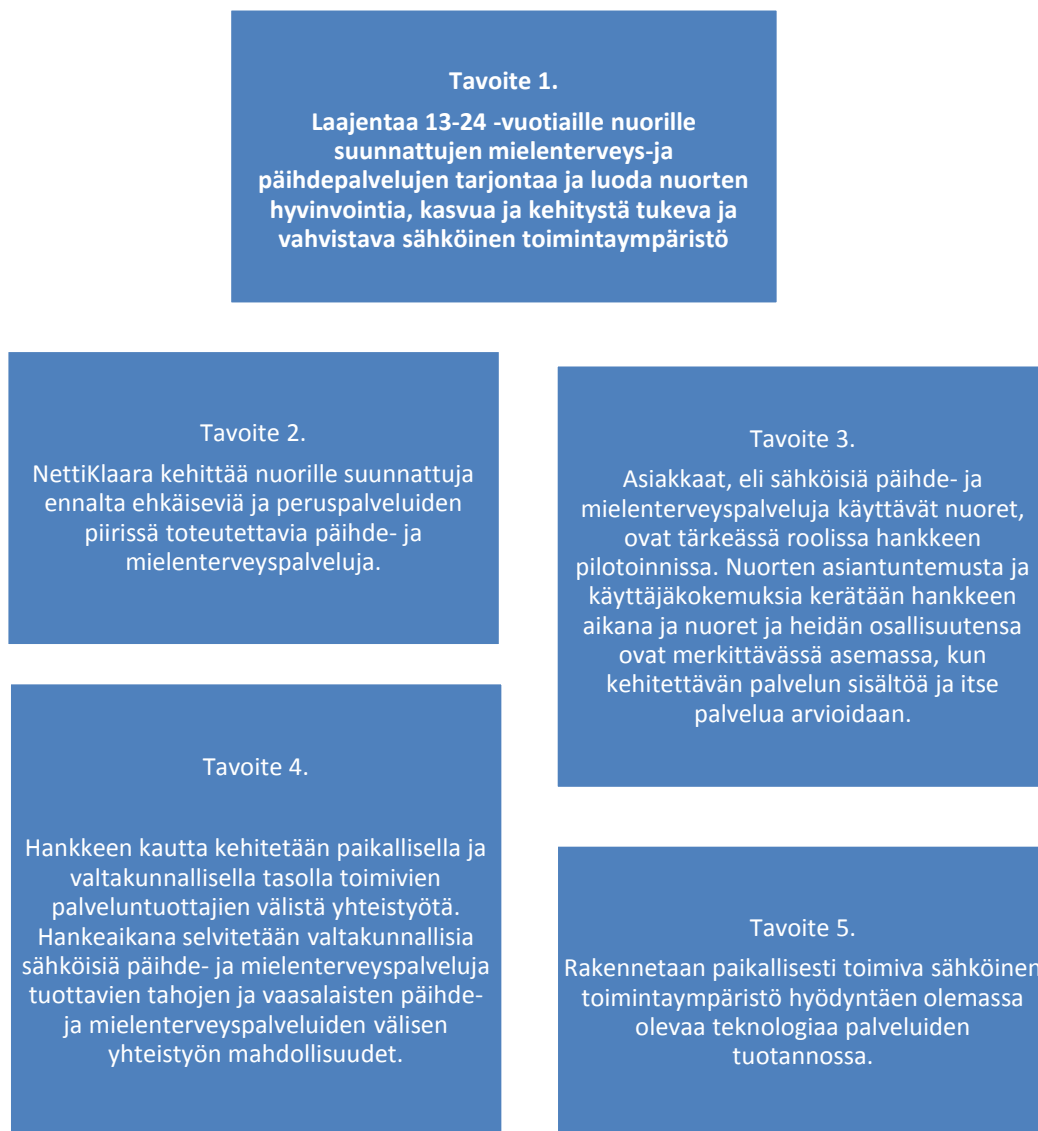 Tavoite 1.
Laajentaa 13-24 -vuotiaille nuorille
suunnattujen mielenterveys-ja
päihdepalvelujen tarjontaa ja luoda nuorten
hyvinvointia, kasvua ja kehitystä tukeva ja
vahvistava sähköinen toimintaympäristö
Tavoite 2.
NettiKlaara kehittää nuorille suunnattuja
ennalta ehkäiseviä ja peruspalveluiden
piirissä toteutettavia päihde- ja
mielenterveyspalveluja.
Tavoite 3.
Asiakkaat, eli sähköisiä päihde- ja
mielenterveyspalveluja käyttävät nuoret,
ovat tärkeässä roolissa hankkeen
pilotoinnissa. Nuorten asiantuntemusta ja
käyttäjäkokemuksia kerätään hankkeen
aikana ja nuoret ja heidän osallisuutensa
ovat merkittävässä asemassa, kun
kehitettävän palvelun sisältöä ja itse
palvelua arvioidaan.
Tavoite 4.
Hankkeen kautta kehitetään paikallisella ja
valtakunnallisella tasolla toimivien
palveluntuottajien välistä yhteistyötä.
Hankeaikana selvitetään valtakunnallisia
sähköisiä päihde- ja mielenterveyspalveluja
tuottavien tahojen ja vaasalaisten päihde-
ja mielenterveyspalveluiden välisen
yhteistyön mahdollisuudet.
Tavoite 5.
Rakennetaan paikallisesti toimiva sähköinen
toimintaympäristö hyödyntäen olemassa
olevaa teknologiaa palveluiden
tuotannossa.